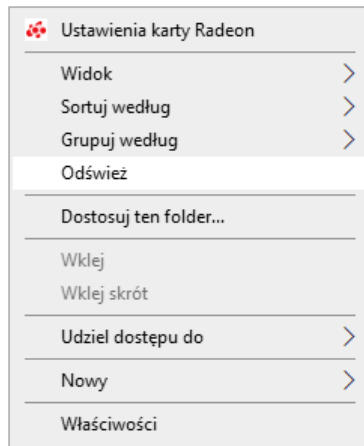 Ustawienia karty Radeon
Widok
Sortuj według
Grupuj według
Odśwież
Dostosuj ten folder...
Wklej
Wklej skrót
Udziel dostępu do
Nowy
Właściwości